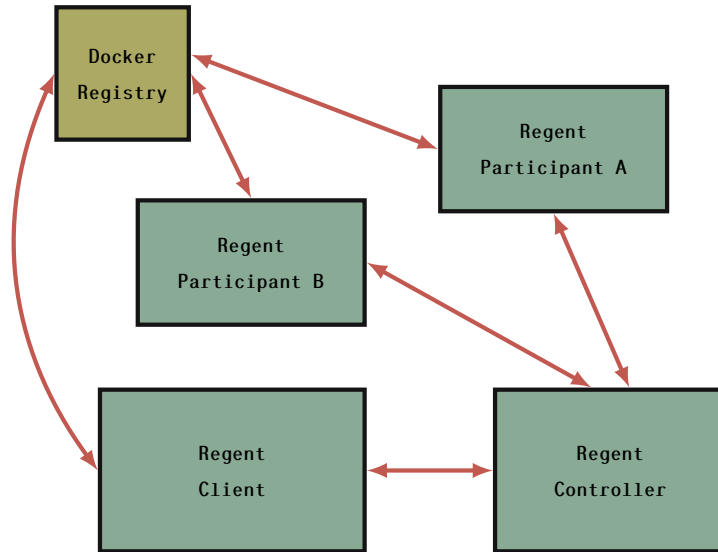 Docker
Registry
Regent
Participant A
Regent
Participant B
Regent
Client
Regent
Controller